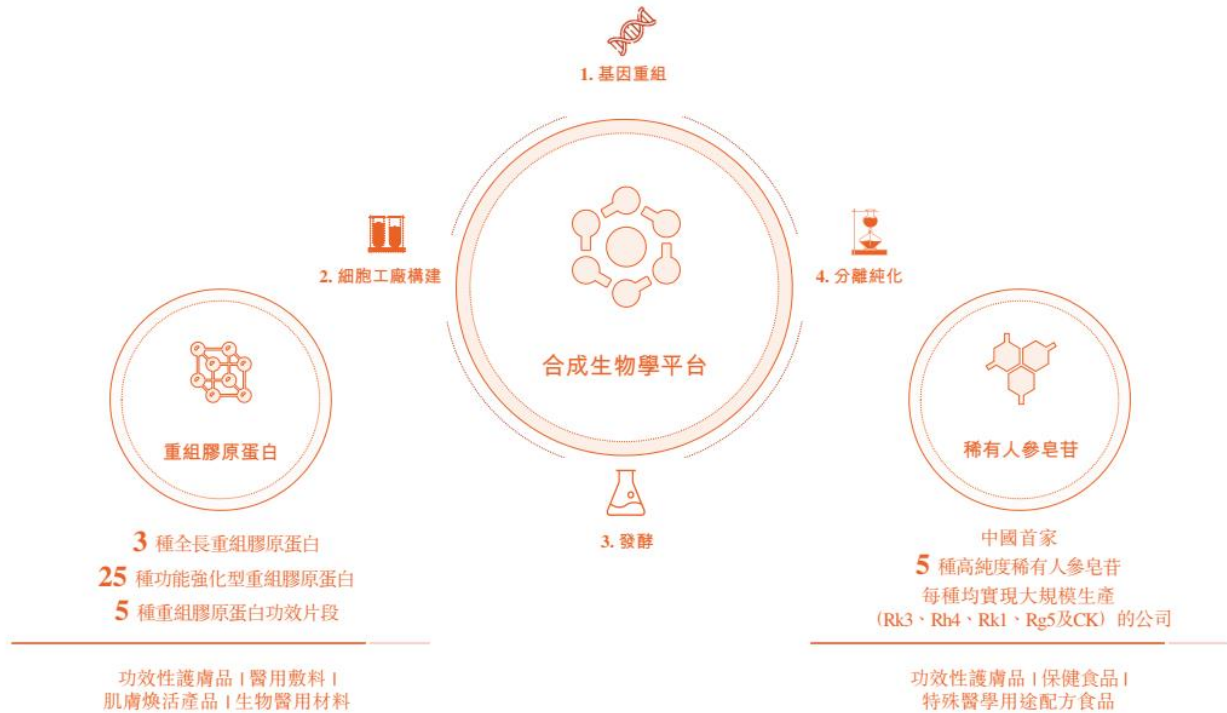 1. 基因重組
2. 細胞工廠構建
4. 分離純化
合成生物學平台
3. 發酵
重組膠原蛋白
3 種全長重組膠原蛋白
25 種功能強化型重組膠原蛋白
5 種重組膠原蛋白功效片段
功效性護膚品 | 醫用敷料 |
肌膚煥活產品 | 生物醫用材料
稀有人參皂苷
中國首家
5 種高純度稀有人參皂苷
每種均實現大規模生產
（Rk3、Rh4、Rk1、Rg5及CK）的公司
功效性護膚品 | 保健食品 |
特殊醫學用途配方食品